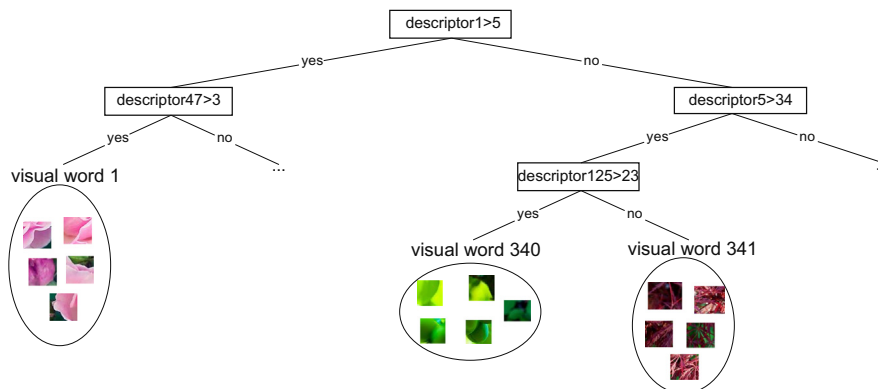 descriptor1>5
yes
no
descriptor47>3
descriptor5>34
yes
no
yes
no
visual word 1
...
descriptor125>23
yes
no
visual word 340
visual word 341